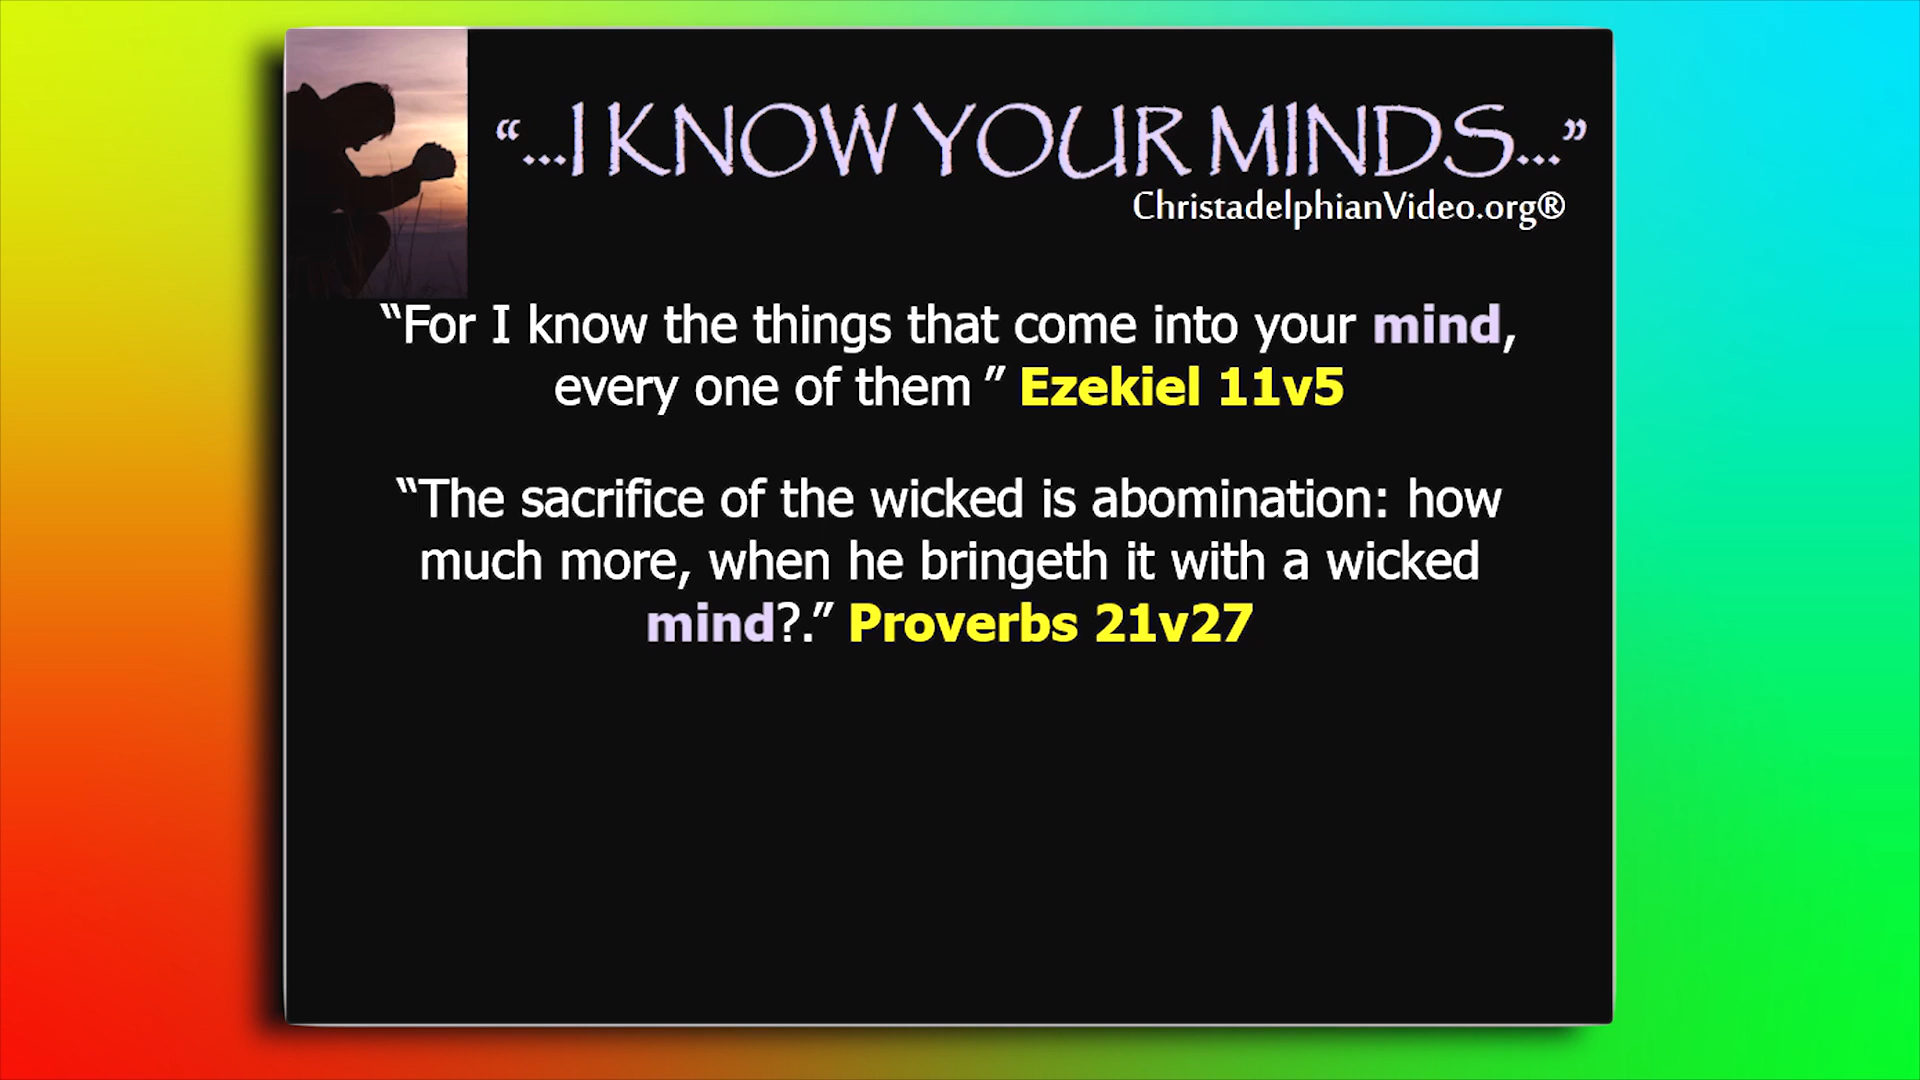 “...I KNOW YOUR MINDS...”
ChristadelphianVideo.org®
“For I know the things that come into your mind,
every one of them ” Ezekiel 11v5
“The sacrifice of the wicked is abomination: how
much more, when he bringeth it with a wicked
mind?.” Proverbs 21v27